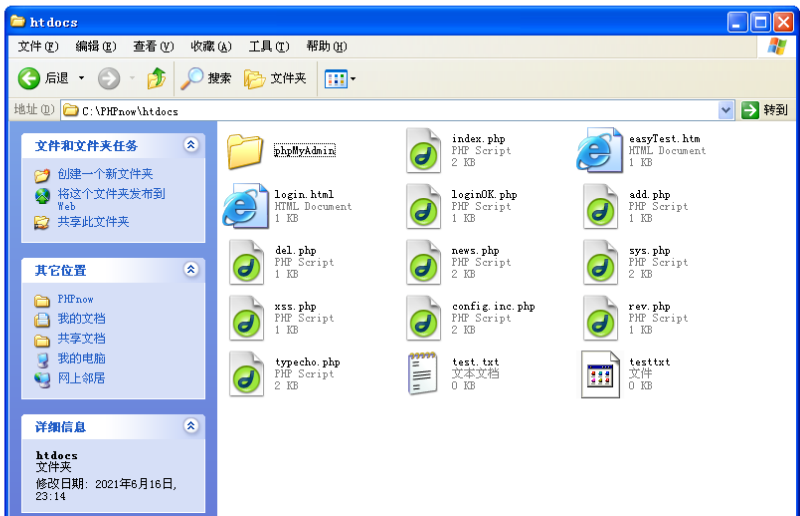 htdocs
文件(F) 编辑(E) 查看(V) 收藏(A) 工具(T) 帮助(H)
后退 搜索 文件夹
地址(D) C:\PHPnow\htdocs 转到
文件和文件夹任务
创建一个新文件夹
将这个文件夹发布到
Web
共享此文件夹
其它位置
PHPnow
我的文档
共享文档
我的电脑
网上邻居
详细信息
htdocs
文件夹
修改日期: 2021年6月16日,
23:14
phpMyAdmin
index.php
PHP Script
2 KB
easyTest.htm
HTML Document
1 KB
login.html
HTML Document
1 KB
loginOK.php
PHP Script
1 KB
add.php
PHP Script
1 KB
del.php
PHP Script
1 KB
news.php
PHP Script
2 KB
sys.php
PHP Script
2 KB
xss.php
PHP Script
1 KB
config.inc.php
PHP Script
2 KB
rev.php
PHP Script
1 KB
typecho.php
PHP Script
2 KB
test.txt
文本文档
0 KB
testtxt
文件
0 KB